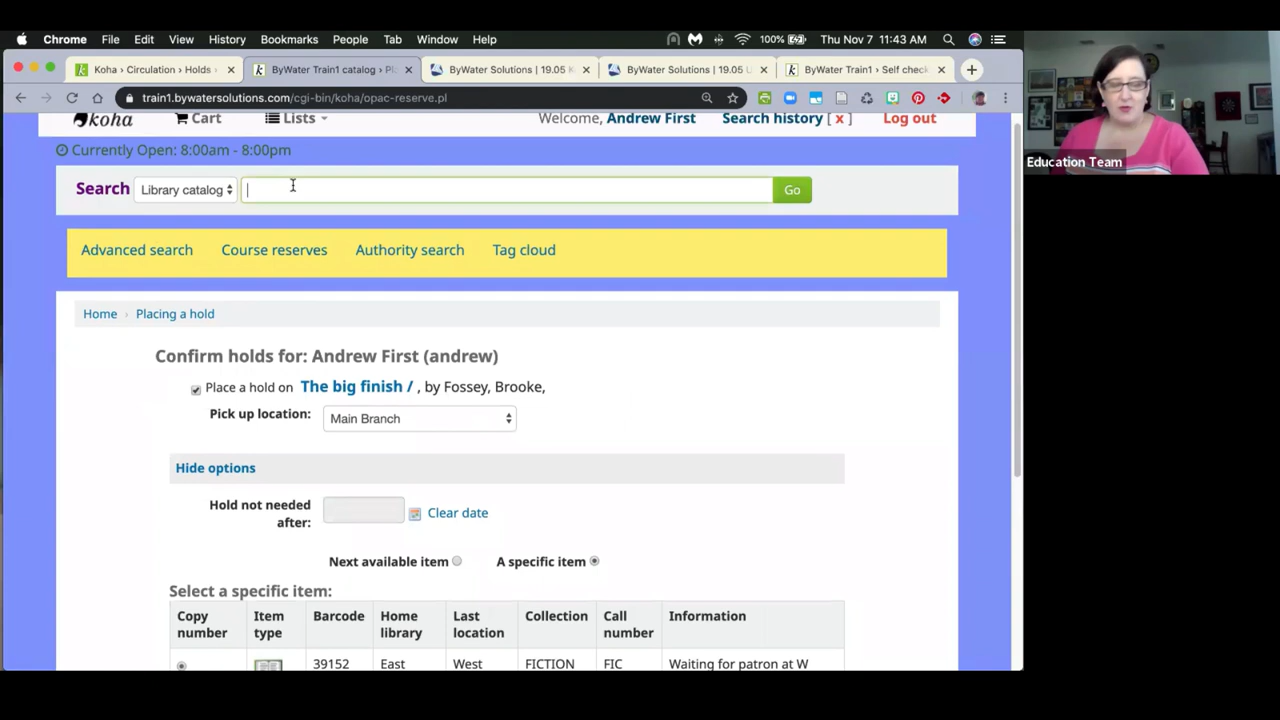 Chrome File Edit View History Bookmarks People Tab Window Help 100% Thu Nov 7 11:43 AM
Koha › Circulation › Holds × ByWater Train1 catalog › Pl × ByWater Solutions | 19.05 × ByWater Solutions | 19.05 × ByWater Train1 › Self chec ×
train1.bywatersolutions.com/cgi-bin/koha/opac-reserve.pl
koha Cart Lists Welcome, Andrew First Search history [ x ] Log out
Education Team
Currently Open: 8:00am - 8:00pm
Search Library catalog Go
Advanced search Course reserves Authority search Tag cloud
Home › Placing a hold
Confirm holds for: Andrew First (andrew)
Place a hold on The big finish / , by Fossey, Brooke,
Pick up location: Main Branch
Hide options
Hold not needed
after: Clear date
Next available item A specific item
Select a specific item:
Copy Item Barcode Home Last Collection Call Information
number type library location number
39152 East West FICTION FIC Waiting for patron at W